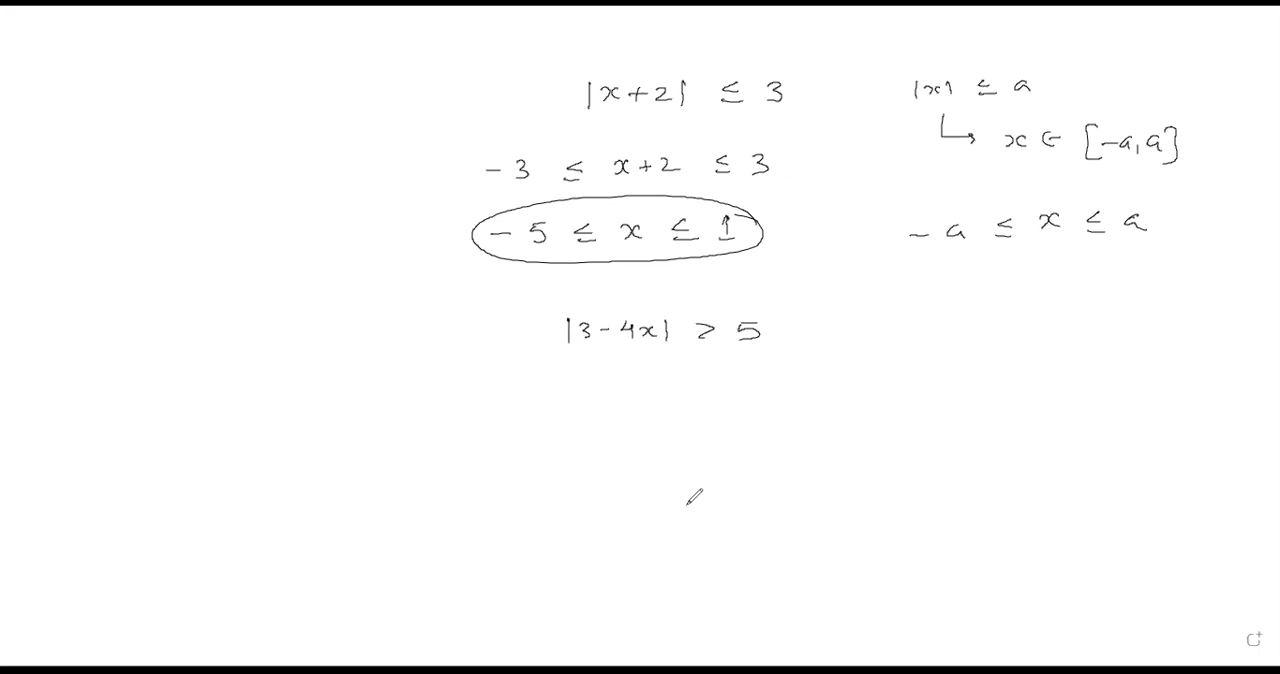 |x+2| ≤ 3
|x| ≤ a
↳ x ∈ [-a, a]
-3 ≤ x+2 ≤ 3
-5 ≤ x ≤ 1
-a ≤ x ≤ a
|3-4x| > 5